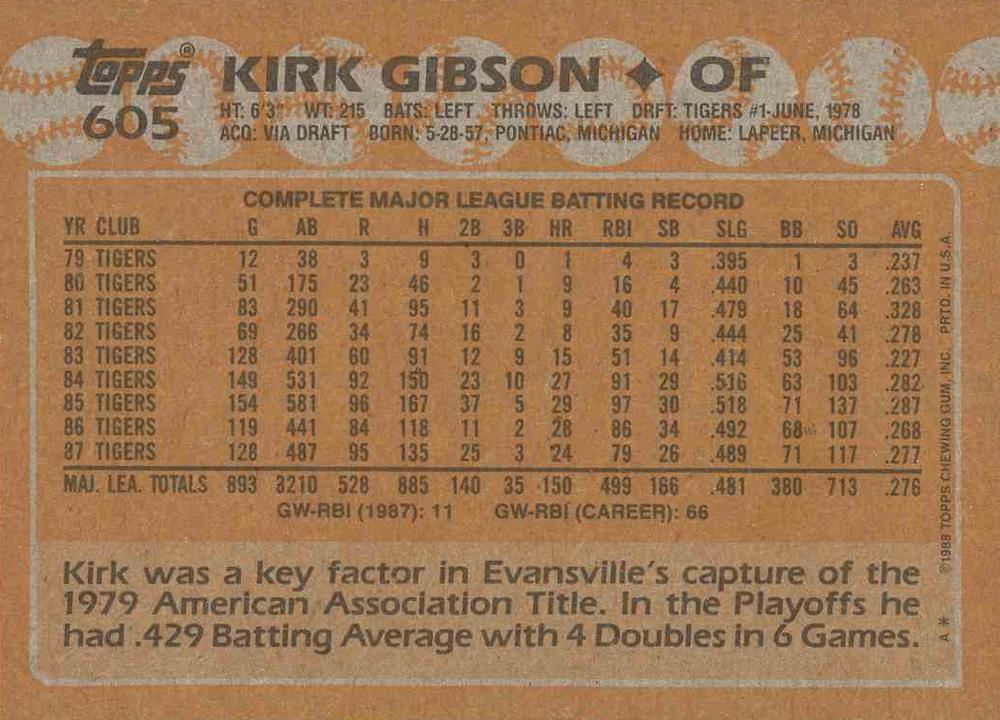 topps® KIRK GIBSON ◆ OF
605 HT: 6'3" WT: 215 BATS: LEFT THROWS: LEFT DRFT: TIGERS #1-JUNE, 1978
ACQ: VIA DRAFT BORN: 5-28-57, PONTIAC, MICHIGAN HOME: LAPEER, MICHIGAN
COMPLETE MAJOR LEAGUE BATTING RECORD
YR CLUB G AB R H 2B 3B HR RBI SB SLG BB SO AVG
79 TIGERS 12 38 3 9 3 0 1 4 3 .395 1 3 .237
80 TIGERS 51 175 23 46 2 1 9 16 4 .440 10 45 .263
81 TIGERS 83 290 41 95 11 3 9 40 17 .479 18 64 .328
82 TIGERS 69 266 34 74 16 2 8 35 9 .444 25 41 .278
83 TIGERS 128 401 60 91 12 9 15 51 14 .414 53 96 .227
84 TIGERS 149 531 92 150 23 10 27 91 29 .516 63 103 .282
85 TIGERS 154 581 96 167 37 5 29 97 30 .518 71 137 .287
86 TIGERS 119 441 84 118 11 2 28 86 34 .492 68 107 .268
87 TIGERS 128 487 95 135 25 3 24 79 26 .489 71 117 .277
MAJ. LEA. TOTALS 893 3210 528 885 140 35 150 499 166 .481 380 713 .276
GW-RBI (1987): 11 GW-RBI (CAREER): 66
Kirk was a key factor in Evansville's capture of the
1979 American Association Title. In the Playoffs he
had .429 Batting Average with 4 Doubles in 6 Games.
A * ©1988 TOPPS CHEWING GUM, INC. PRTD. IN U.S.A.